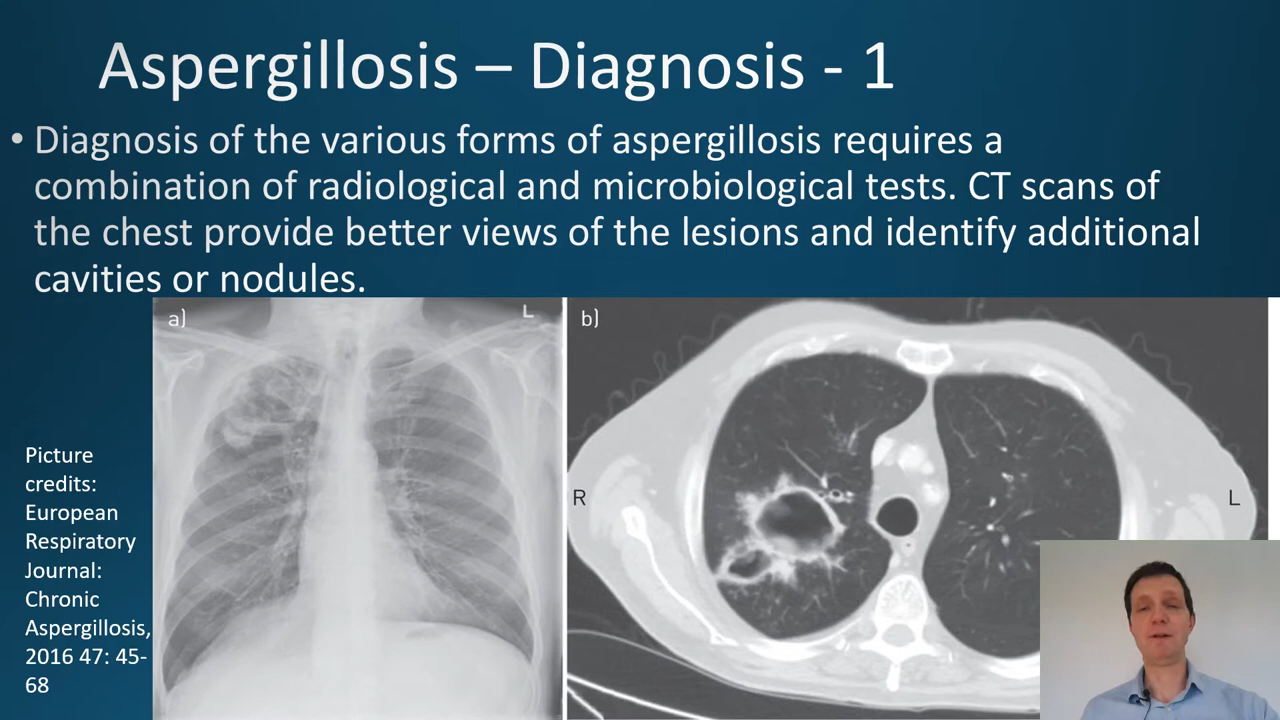 Aspergillosis – Diagnosis - 1
• Diagnosis of the various forms of aspergillosis requires a
combination of radiological and microbiological tests. CT scans of
the chest provide better views of the lesions and identify additional
cavities or nodules.
a)
L
b)
R
L
Picture
credits:
European
Respiratory
Journal:
Chronic
Aspergillosis,
2016 47: 45-
68